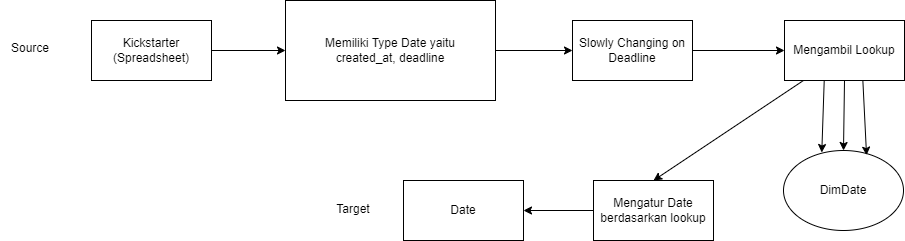 Source
Kickstarter
(Spreadsheet)
Memiliki Type Date yaitu
created_at, deadline
Slowly Changing on
Deadline
Mengambil Lookup
DimDate
Target
Date
Mengatur Date
berdasarkan lookup